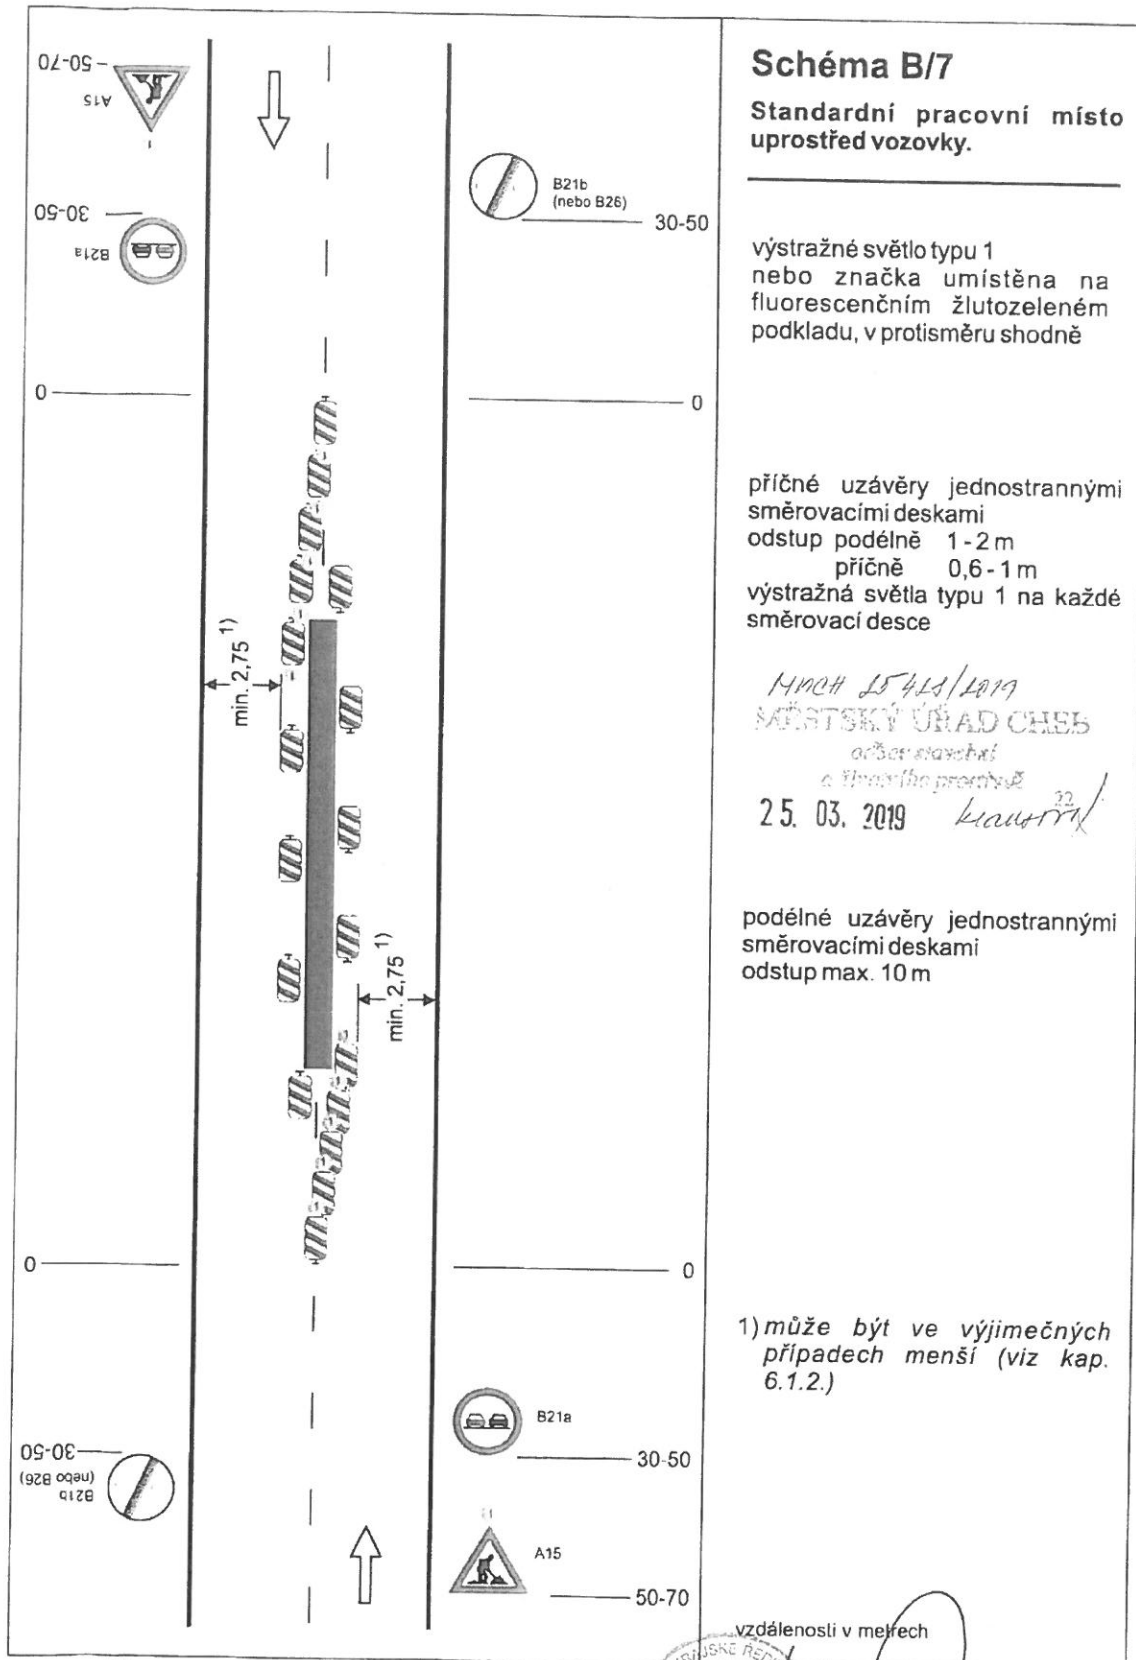 Schéma B/7
Standardní pracovní místo
uprostřed vozovky.
50-70
A15
30-50
B21a
B21b
(nebo B26)
30-50
výstražné světlo typu 1
nebo značka umístěna na
fluorescenčním žlutozeleném
podkladu, v protisměru shodně
0
0
příčné uzávěry jednostrannými
směrovacími deskami
odstup podélně 1-2 m
příčně 0,6-1 m
výstražná světla typu 1 na každé
směrovací desce
min. 2,75 1)
MĚSTSKÝ ÚŘAD CHEB
odbor stavební
a životního prostředí
22
25. 03. 2019
podélné uzávěry jednostrannými
směrovacími deskami
odstup max. 10 m
min. 2,75 1)
0
0
1) může být ve výjimečných
případech menší (viz kap.
6.1.2.)
B21a
30-50
30-50
B21b
(nebo B26)
A15
50-70
vzdálenosti v metrech